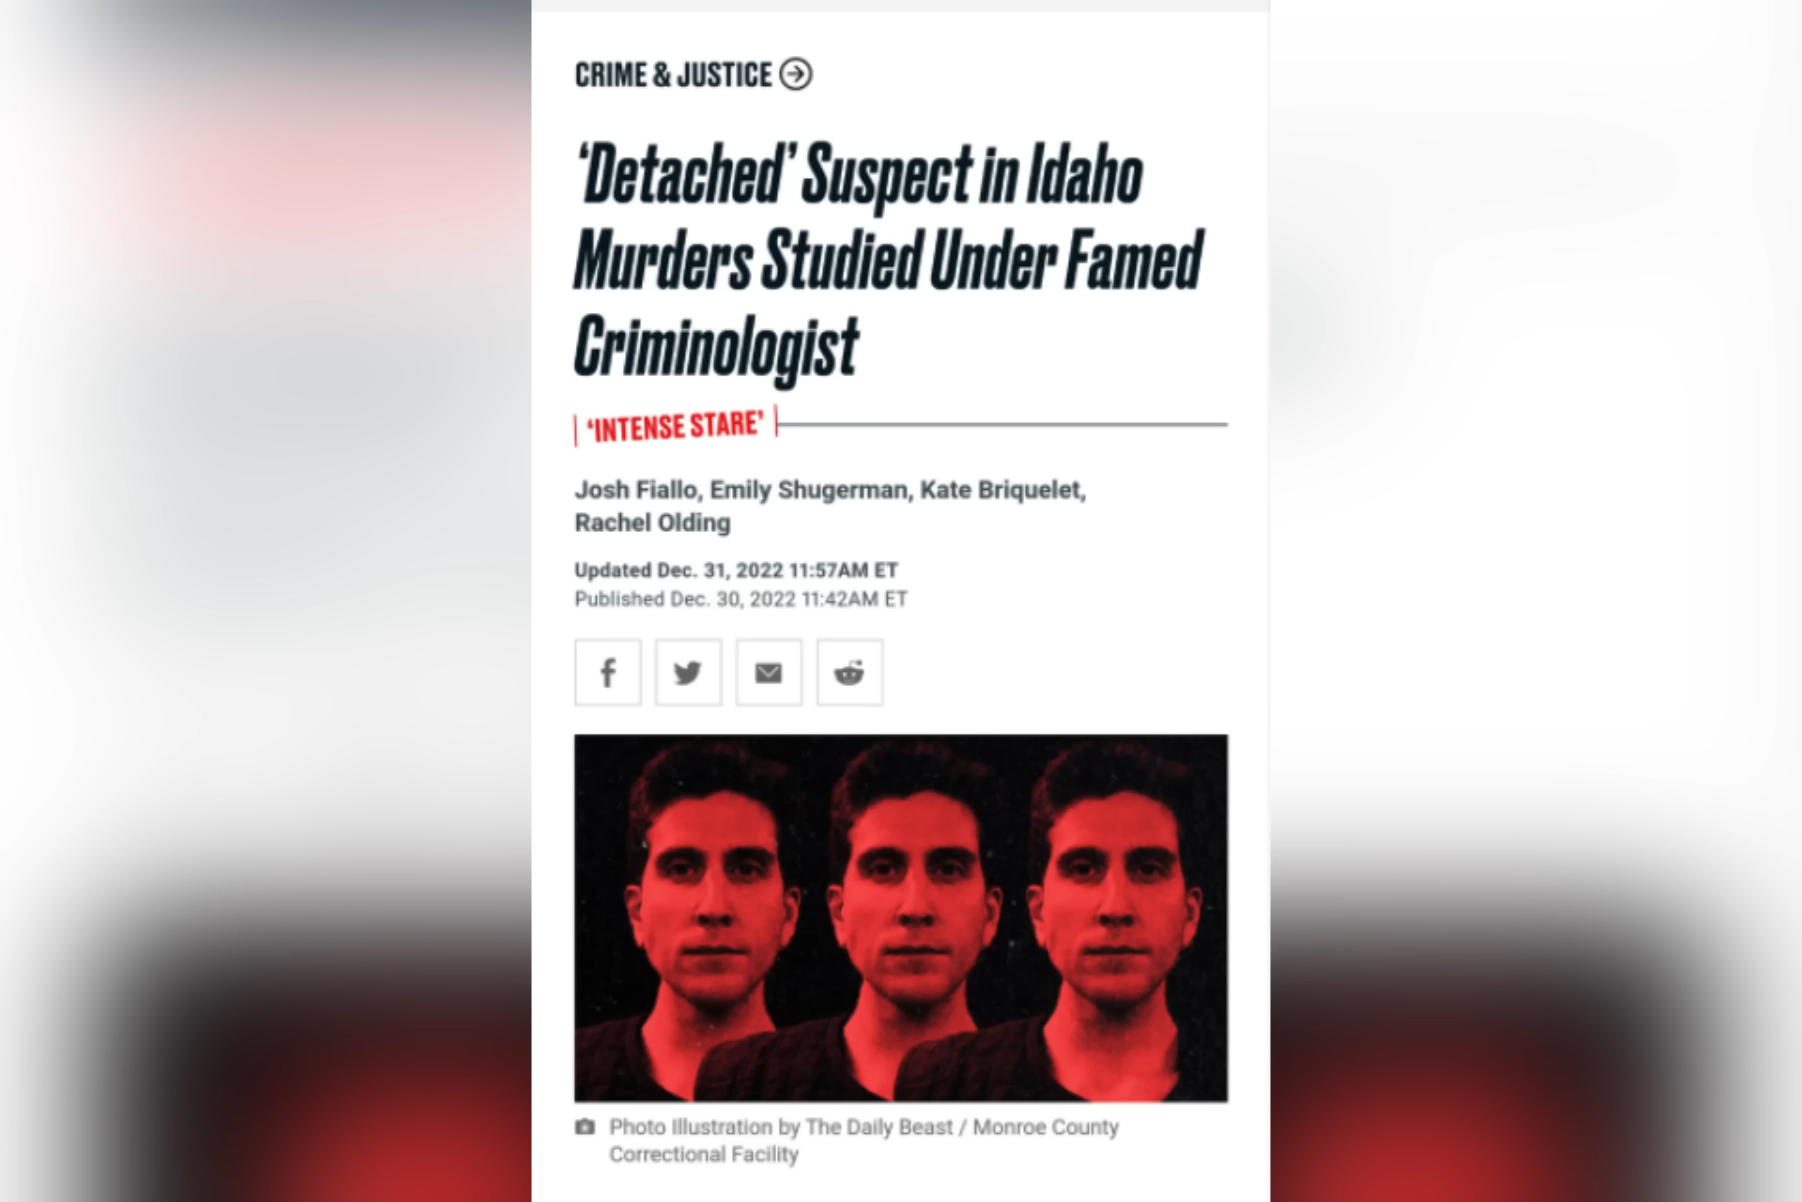 CRIME & JUSTICE
‘Detached’ Suspect in Idaho
Murders Studied Under Famed
Criminologist
‘INTENSE STARE’
Josh Fiallo, Emily Shugerman, Kate Briquelet,
Rachel Olding
Updated Dec. 31, 2022 11:57AM ET
Published Dec. 30, 2022 11:42AM ET
Photo Illustration by The Daily Beast / Monroe County
Correctional Facility